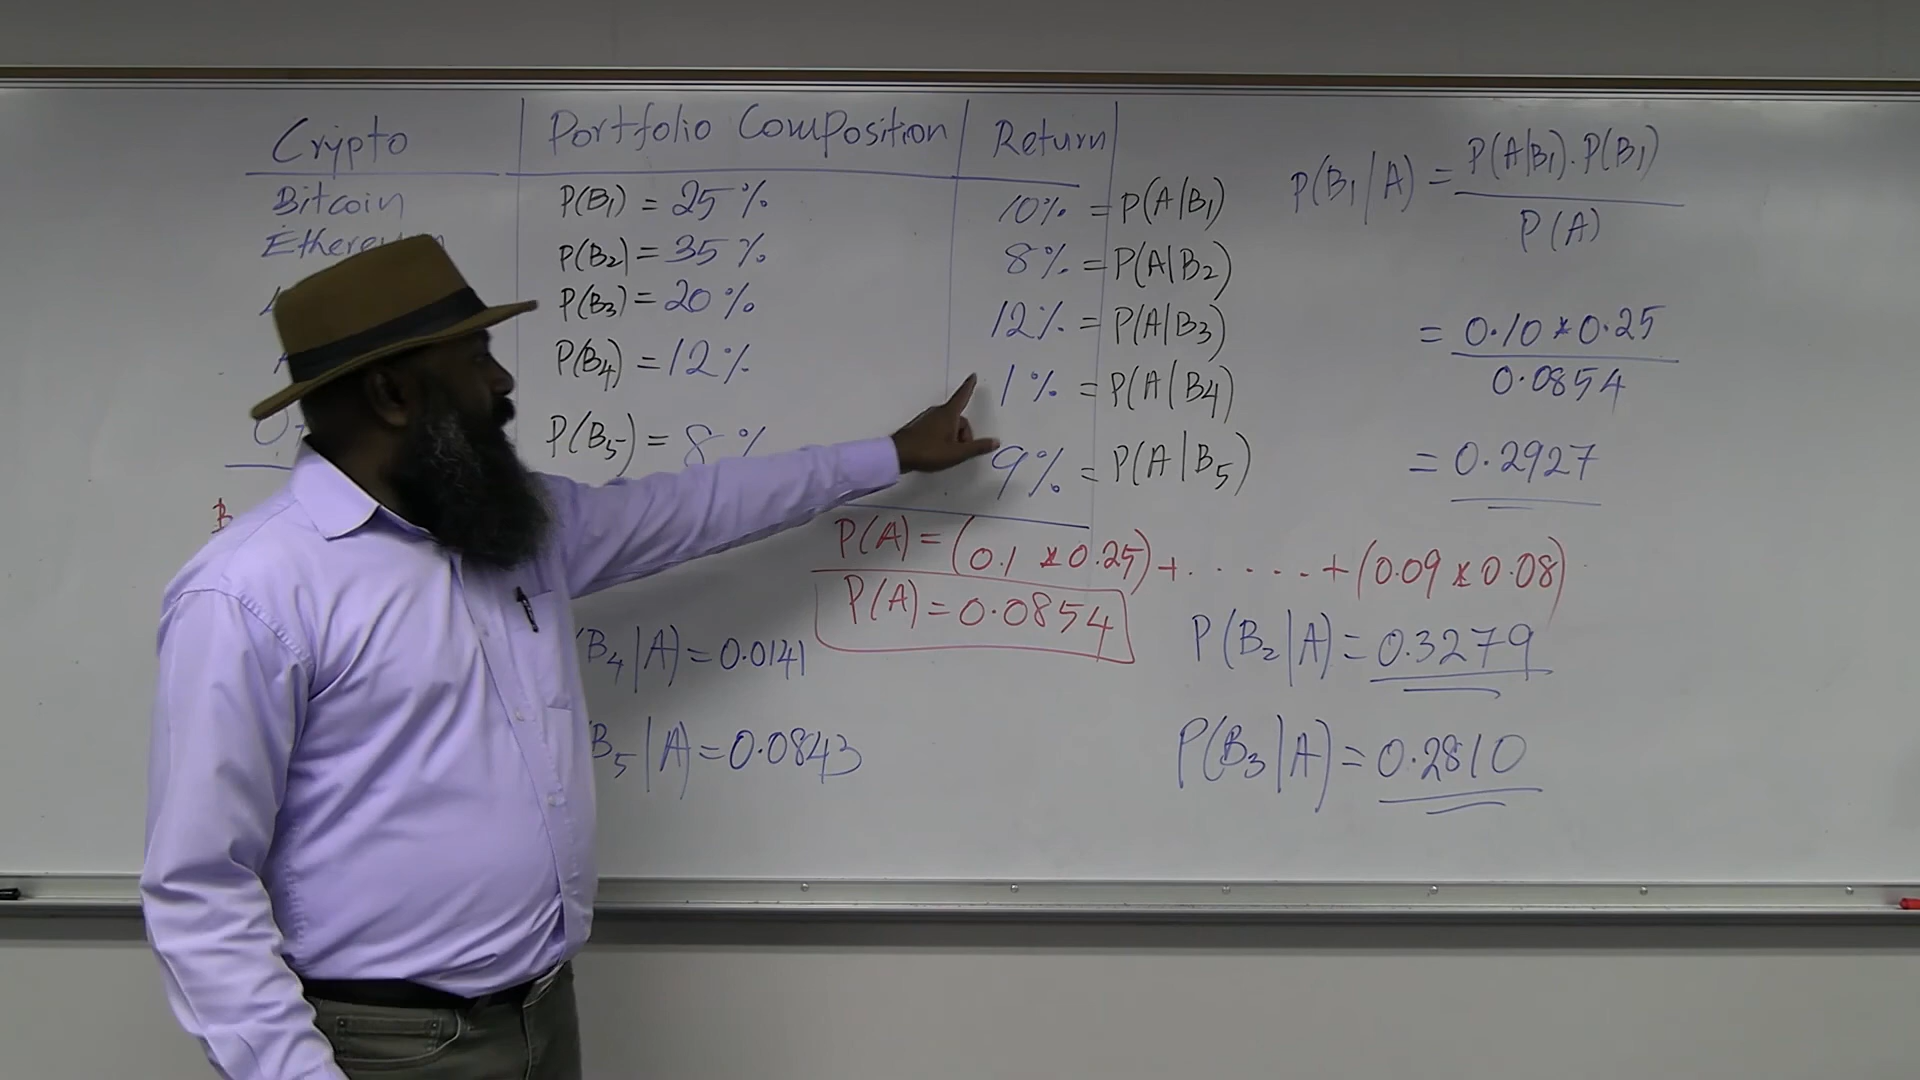 Crypto Portfolio Composition Return
Bitcoin P(B1) = 25% 10% = P(A|B1)
P(B2) = 35% 8% = P(A|B2)
P(B3) = 20% 12% = P(A|B3)
P(B4) = 12% 1% = P(A|B4)
P(B5) = 8% 9% = P(A|B5)
P(B1|A) = P(A|B1).P(B1)
P(A)
= 0.10*0.25
0.0854
= 0.2927
P(A) = (0.1*0.25)+......+(0.09*0.08)
P(A) = 0.0854
B4|A) = 0.0141
P(B2|A) = 0.3279
B5|A) = 0.0843
P(B3|A) = 0.2810